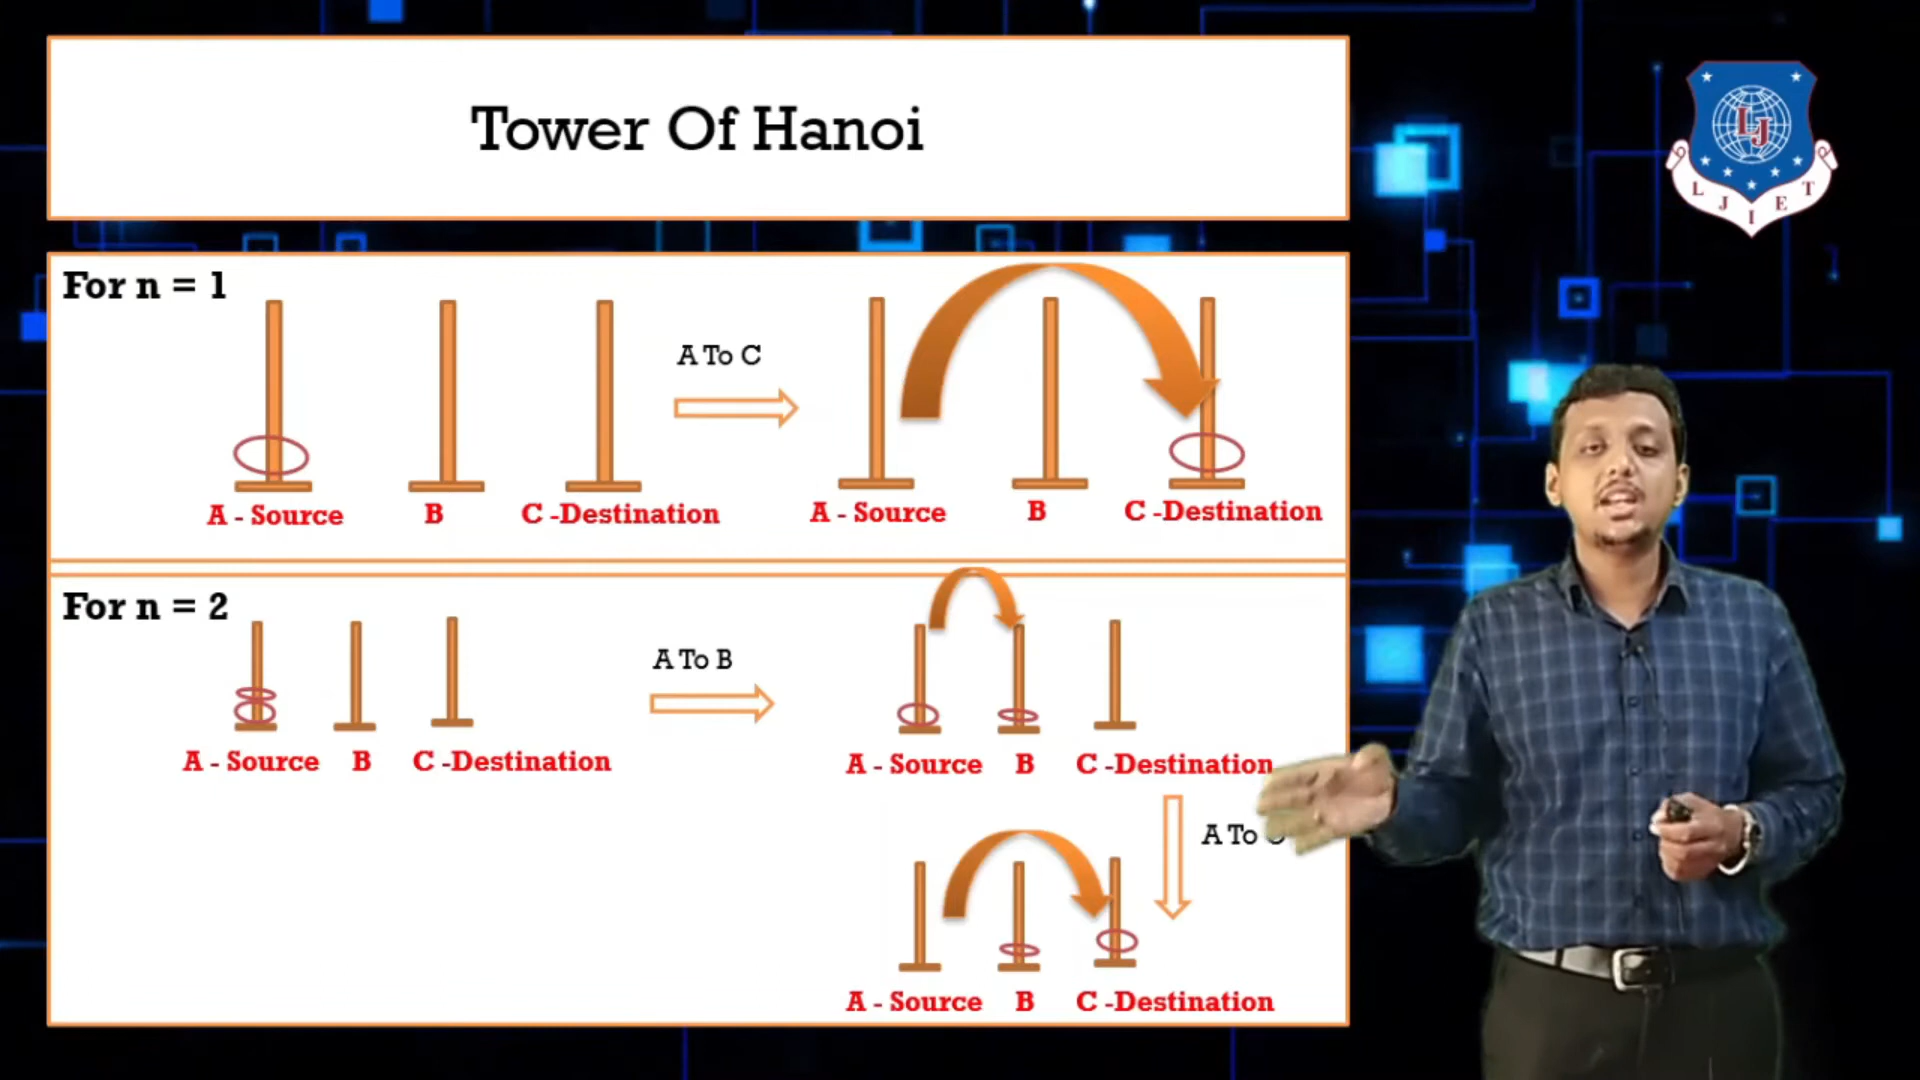 Tower Of Hanoi
L J I E T
LJ
For n = 1
A To C
A - Source B C -Destination
A - Source B C -Destination
For n = 2
A To B
A - Source B C -Destination
A - Source B C -Destination
A To
A - Source B C -Destination